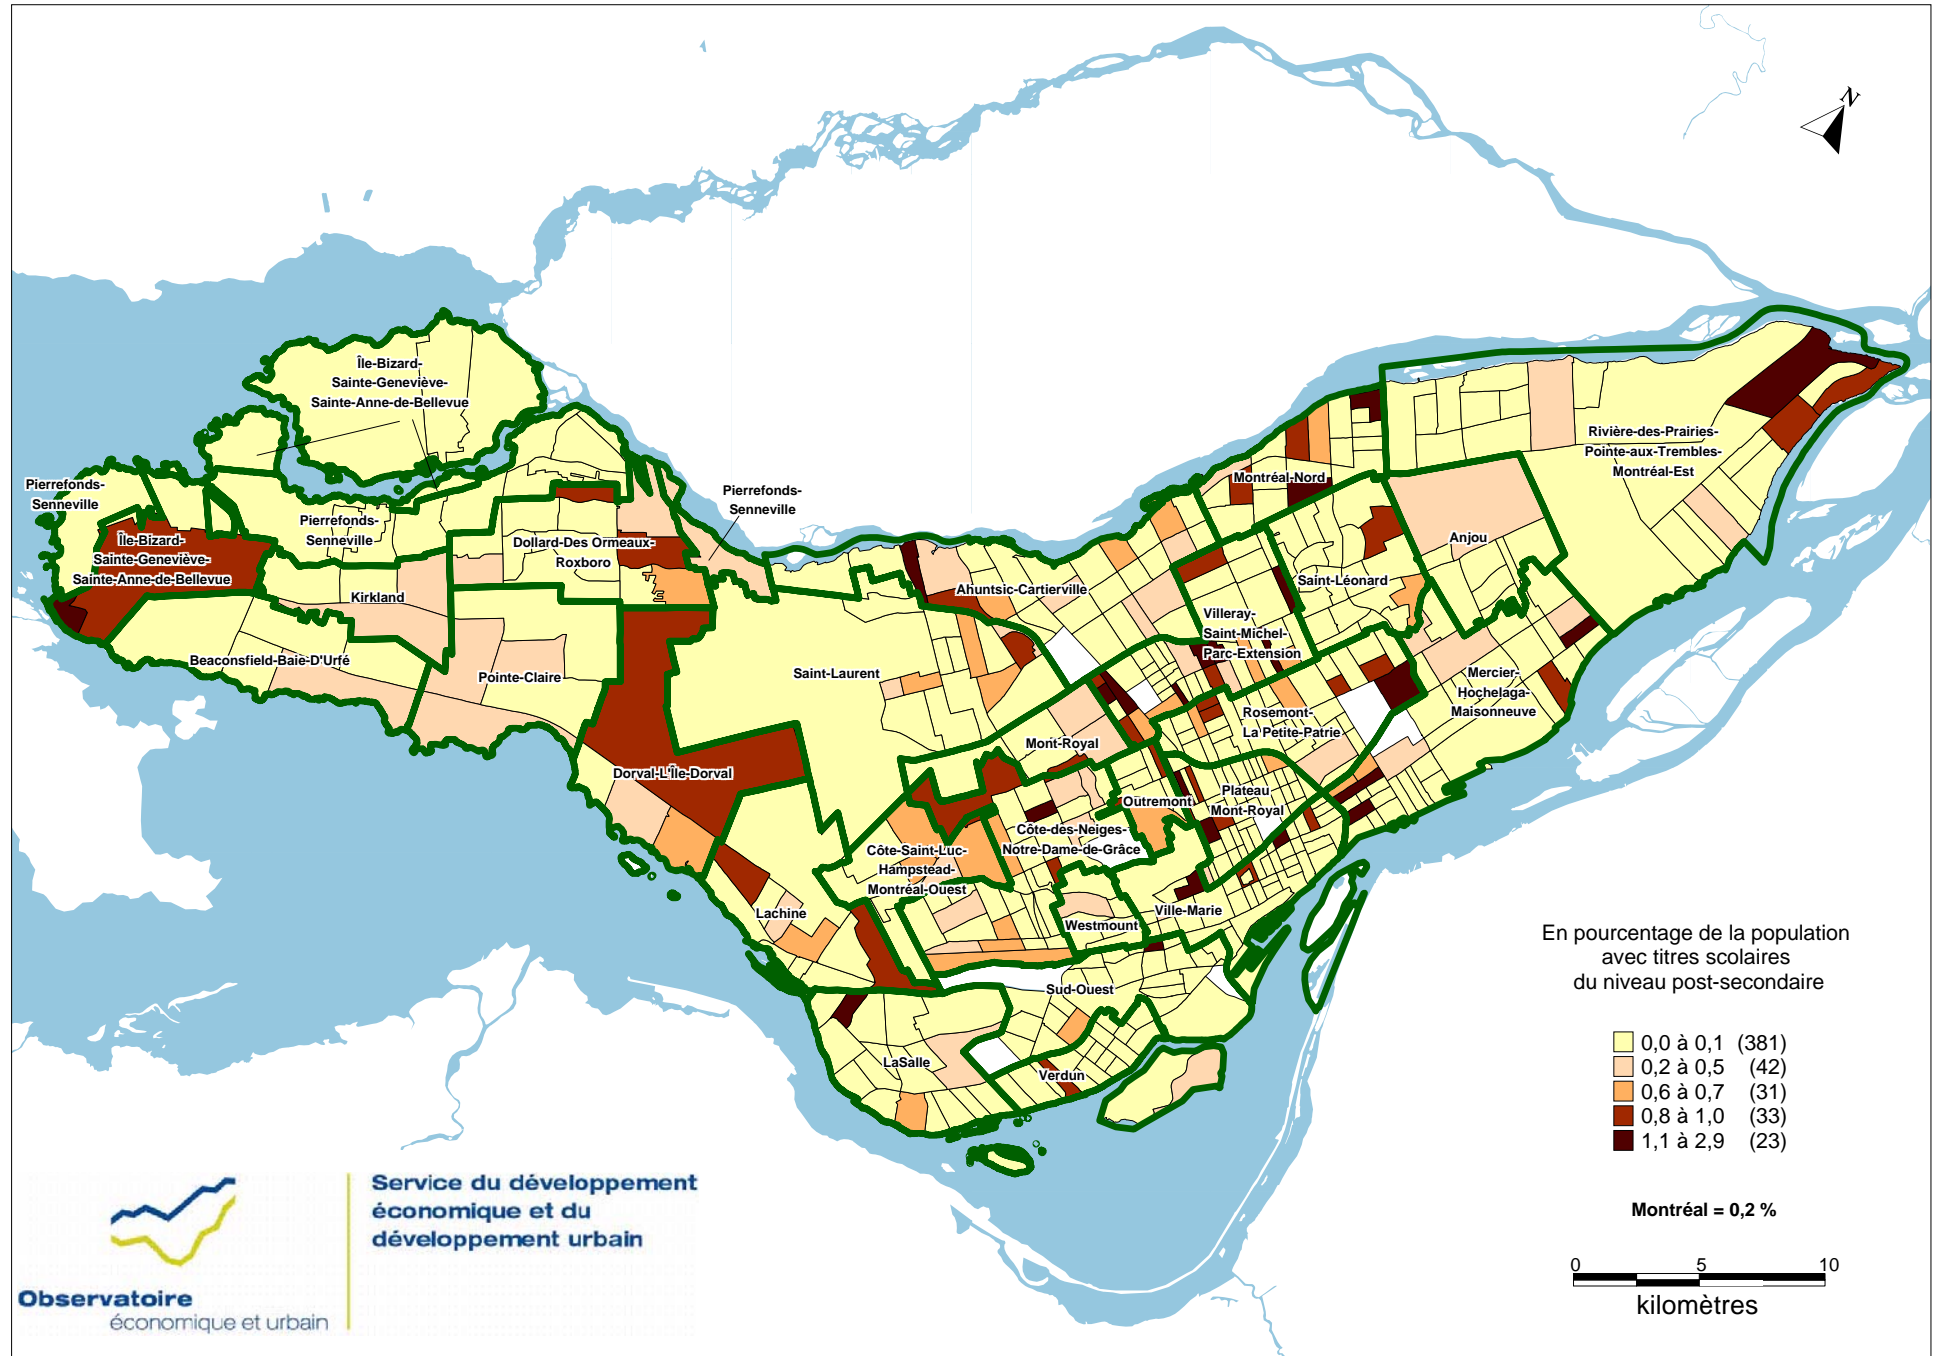 N
Île-Bizard-
Sainte-Geneviève-
Sainte-Anne-de-Bellevue
Pierrefonds-
Senneville
Île-Bizard-
Sainte-Geneviève-
Sainte-Anne-de-Bellevue
Pierrefonds-
Senneville
Pierrefonds-
Senneville
Dollard-Des Ormeaux-
Roxboro
Kirkland
Beaconsfield-Baie-D'Urfé
Pointe-Claire
Dorval-L'Île-Dorval
Saint-Laurent
Ahuntsic-Cartierville
Montréal-Nord
Rivière-des-Prairies-
Pointe-aux-Trembles-
Montréal-Est
Anjou
Saint-Léonard
Villeray-
Saint-Michel-
Parc-Extension
Mercier-
Hochelaga-
Maisonneuve
Rosemont-
La Petite-Patrie
Mont-Royal
Outremont
Plateau
Mont-Royal
Côte-des-Neiges-
Notre-Dame-de-Grâce
Côte-Saint-Luc-
Hampstead-
Montréal-Ouest
Lachine
Westmount
Ville-Marie
Sud-Ouest
LaSalle
Verdun
En pourcentage de la population
avec titres scolaires
du niveau post-secondaire
0,0 à 0,1 (381)
0,2 à 0,5 (42)
0,6 à 0,7 (31)
0,8 à 1,0 (33)
1,1 à 2,9 (23)
Montréal = 0,2 %
0 5 10
kilomètres
Service du développement
économique et du
développement urbain
Observatoire
économique et urbain